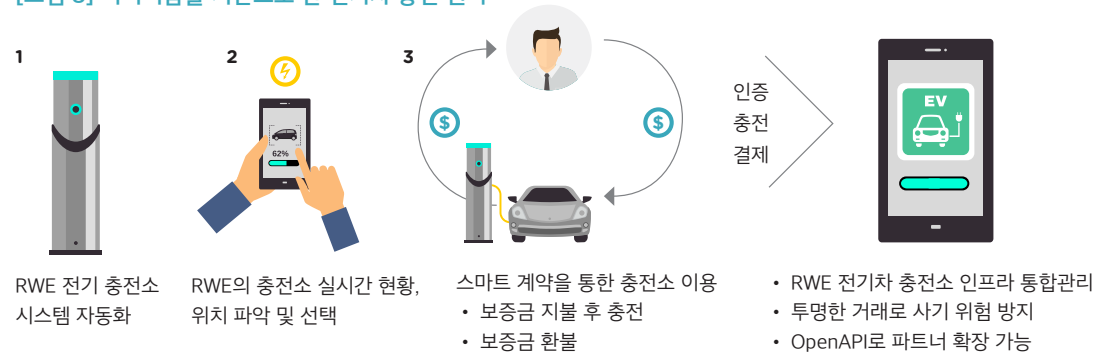 1
RWE 전기 충전소
시스템 자동화
2
62%
RWE의 충전소 실시간 현황,
위치 파악 및 선택
3
$
$
스마트 계약을 통한 충전소 이용
• 보증금 지불 후 충전
• 보증금 환불
인증
충전
결제
EV
• RWE 전기차 충전소 인프라 통합관리
• 투명한 거래로 사기 위험 방지
• OpenAPI로 파트너 확장 가능